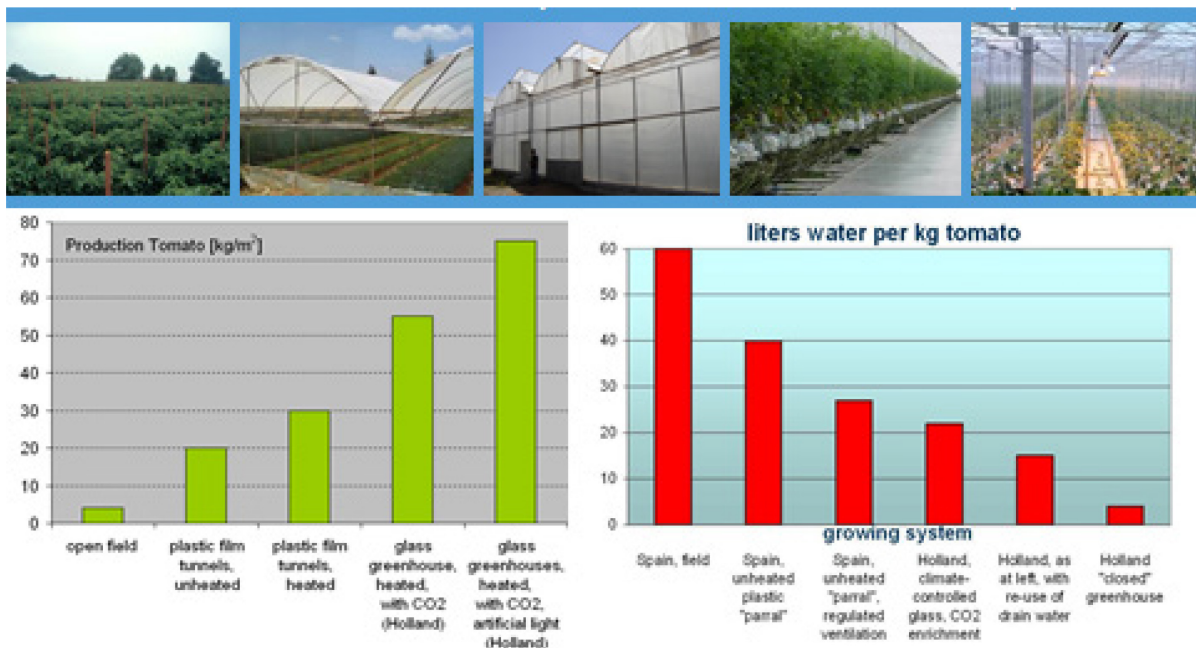 Production Tomato [kg/m²]
80
70
60
50
40
30
20
10
0
open field
plastic film
tunnels,
unheated
plastic film
tunnels,
heated
glass
greenhouse,
heated,
with CO2
(Holland)
glass
greenhouses,
heated,
with CO2,
artificial light
(Holland)
liters water per kg tomato
60
50
40
30
20
10
0
growing system
Spain, field
Spain,
unheated
plastic
"parral"
Spain,
unheated
"parral",
regulated
ventilation
Holland,
climate-
controlled
glass, CO2
enrichment
Holland, as
at left, with
re-use of
drain water
Holland
"closed"
greenhouse